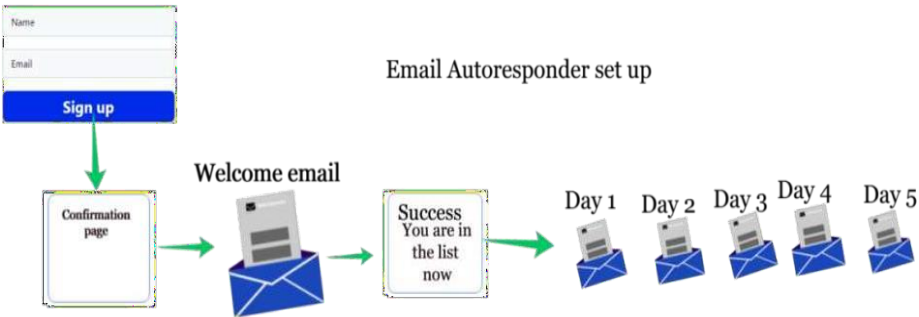 Name
Email
Sign up
Email Autoresponder set up
Confirmation
page
Welcome email
Success
You are in
the list
now
Day 1
Day 2
Day 3
Day 4
Day 5